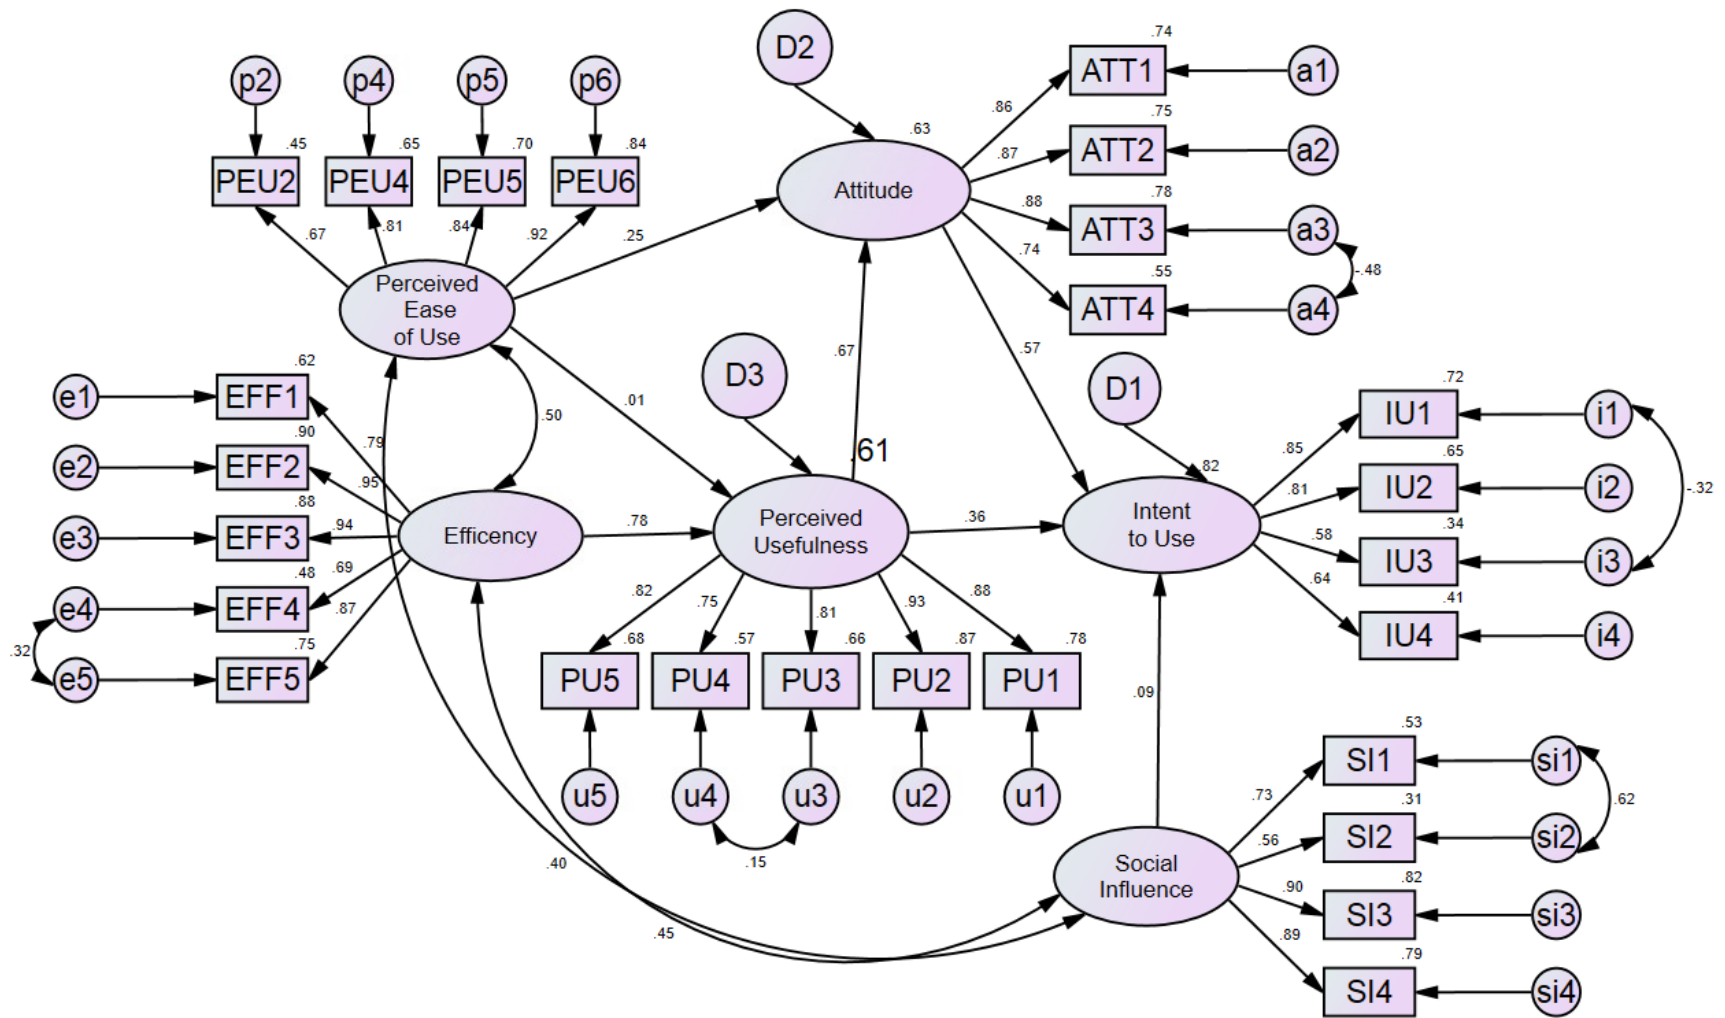 D2
.74
ATT1
a1
p2
p4
p5
p6
.86
.63
.75
ATT2
a2
.87
.45
.65
.70
.84
PEU2
PEU4
PEU5
PEU6
Attitude
.78
ATT3
a3
.88
.67
.81
.84
.92
.25
.74
-.48
.55
ATT4
a4
Perceived
Ease
of Use
.67
.57
D3
D1
.62
e1
EFF1
.79
.50
.01
.61
.72
IU1
i1
.85
.90
e2
EFF2
.95
.82
.65
IU2
i2
.81
-.32
.88
e3
EFF3
.94
Efficency
.78
Perceived
Usefulness
.36
Intent
to Use
.34
IU3
i3
.58
.48
.69
e4
EFF4
.87
.64
.41
IU4
i4
.32
.75
e5
EFF5
.82
.75
.81
.93
.88
.68
.57
.66
.87
.78
PU5
PU4
PU3
PU2
PU1
.09
u5
u4
u3
u2
u1
.15
.53
SI1
si1
.73
.62
.31
SI2
si2
.56
.40
.45
Social
Influence
.82
SI3
si3
.90
.89
.79
SI4
si4